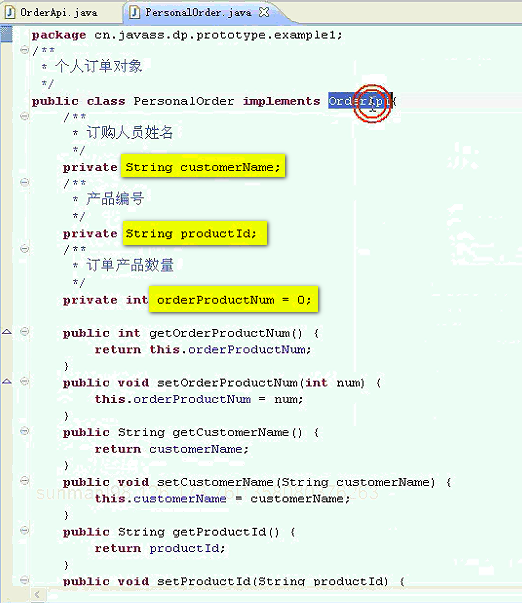 OrderApi.java PersonalOrder.java
package cn.javass.dp.prototype.example1;
/**
* 个人订单对象
*/
public class PersonalOrder implements OrderApi{
/**
* 订购人员姓名
*/
private String customerName;
/**
* 产品编号
*/
private String productId;
/**
* 订单产品数量
*/
private int orderProductNum = 0;
public int getOrderProductNum() {
return this.orderProductNum;
}
public void setOrderProductNum(int num) {
this.orderProductNum = num;
}
public String getCustomerName() {
return customerName;
}
public void setCustomerName(String customerName) {
this.customerName = customerName;
}
public String getProductId() {
return productId;
}
public void setProductId(String productId) {